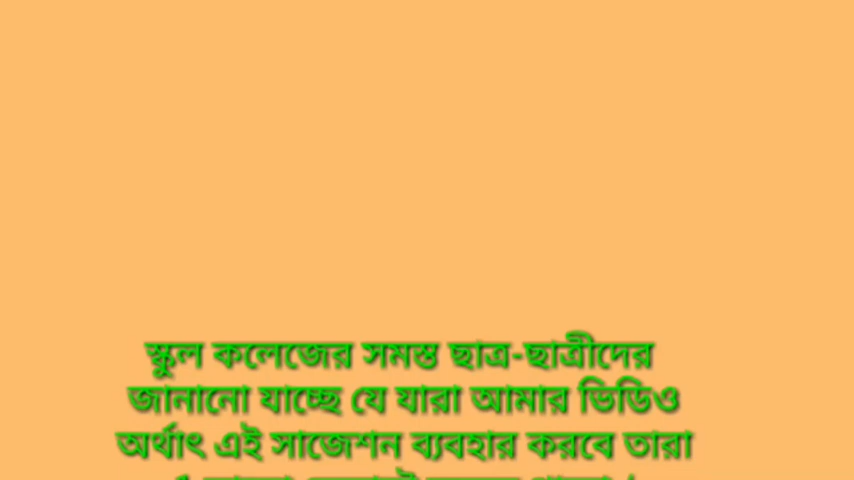 স্কুল কলেজের সমস্ত ছাত্র-ছাত্রীদের
জানানো যাচ্ছে যে যারা আমার ভিডিও
অর্থাৎ এই সাজেশন ব্যবহার করবে তারা